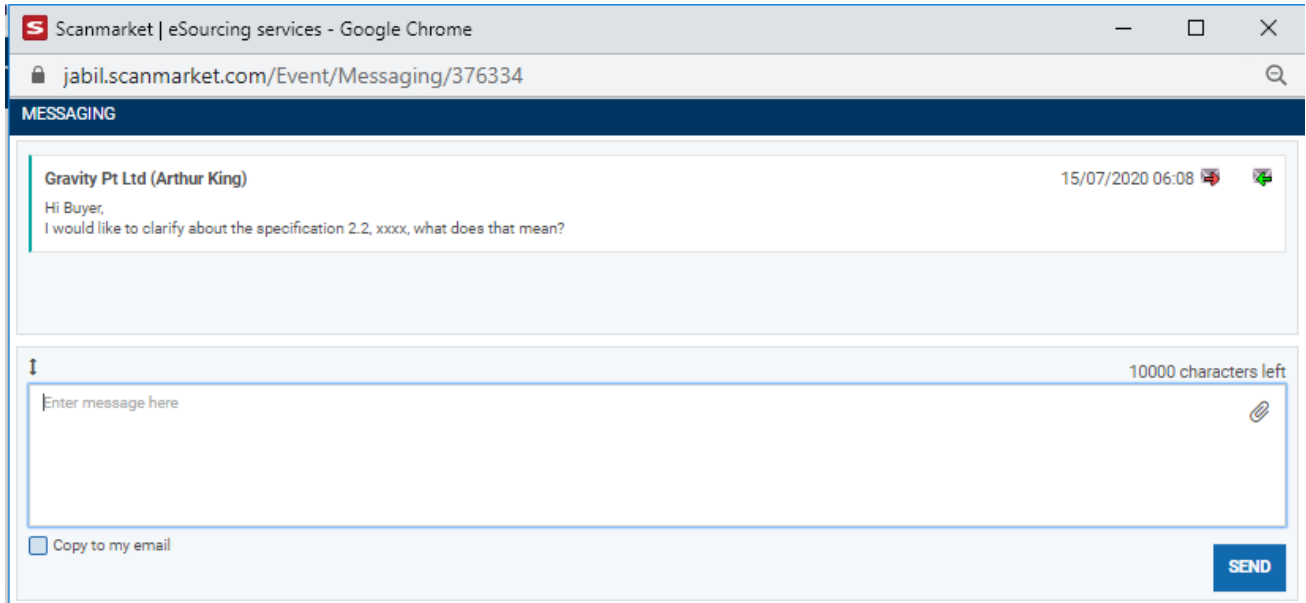 Scanmarket | eSourcing services - Google Chrome
jabil.scanmarket.com/Event/Messaging/376334
MESSAGING
Gravity Pt Ltd (Arthur King) 15/07/2020 06:08
Hi Buyer,
I would like to clarify about the specification 2.2, xxxx, what does that mean?
10000 characters left
Enter message here
Copy to my email
SEND